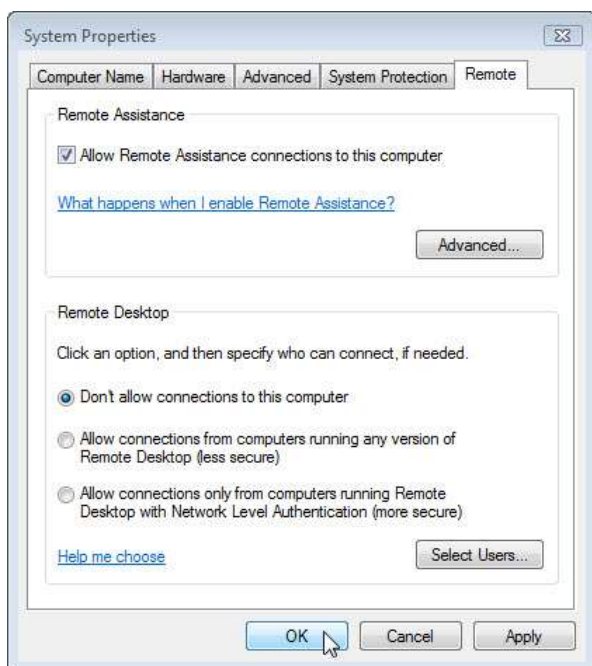 System Properties
Computer Name Hardware Advanced System Protection Remote
Remote Assistance
Allow Remote Assistance connections to this computer
What happens when I enable Remote Assistance?
Advanced...
Remote Desktop
Click an option, and then specify who can connect, if needed.
Don't allow connections to this computer
Allow connections from computers running any version of
Remote Desktop (less secure)
Allow connections only from computers running Remote
Desktop with Network Level Authentication (more secure)
Help me choose Select Users...
OK Cancel Apply